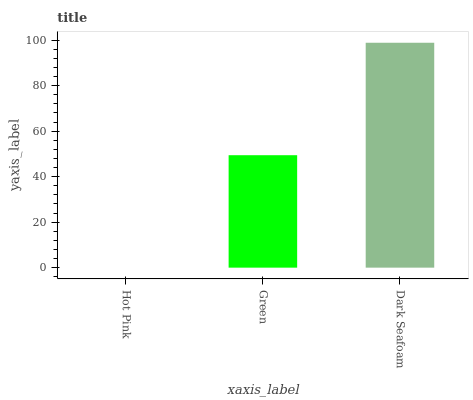 title
100
80
60
40
20
0
yaxis_label
Hot Pink
Green
Dark Seafoam
xaxis_label